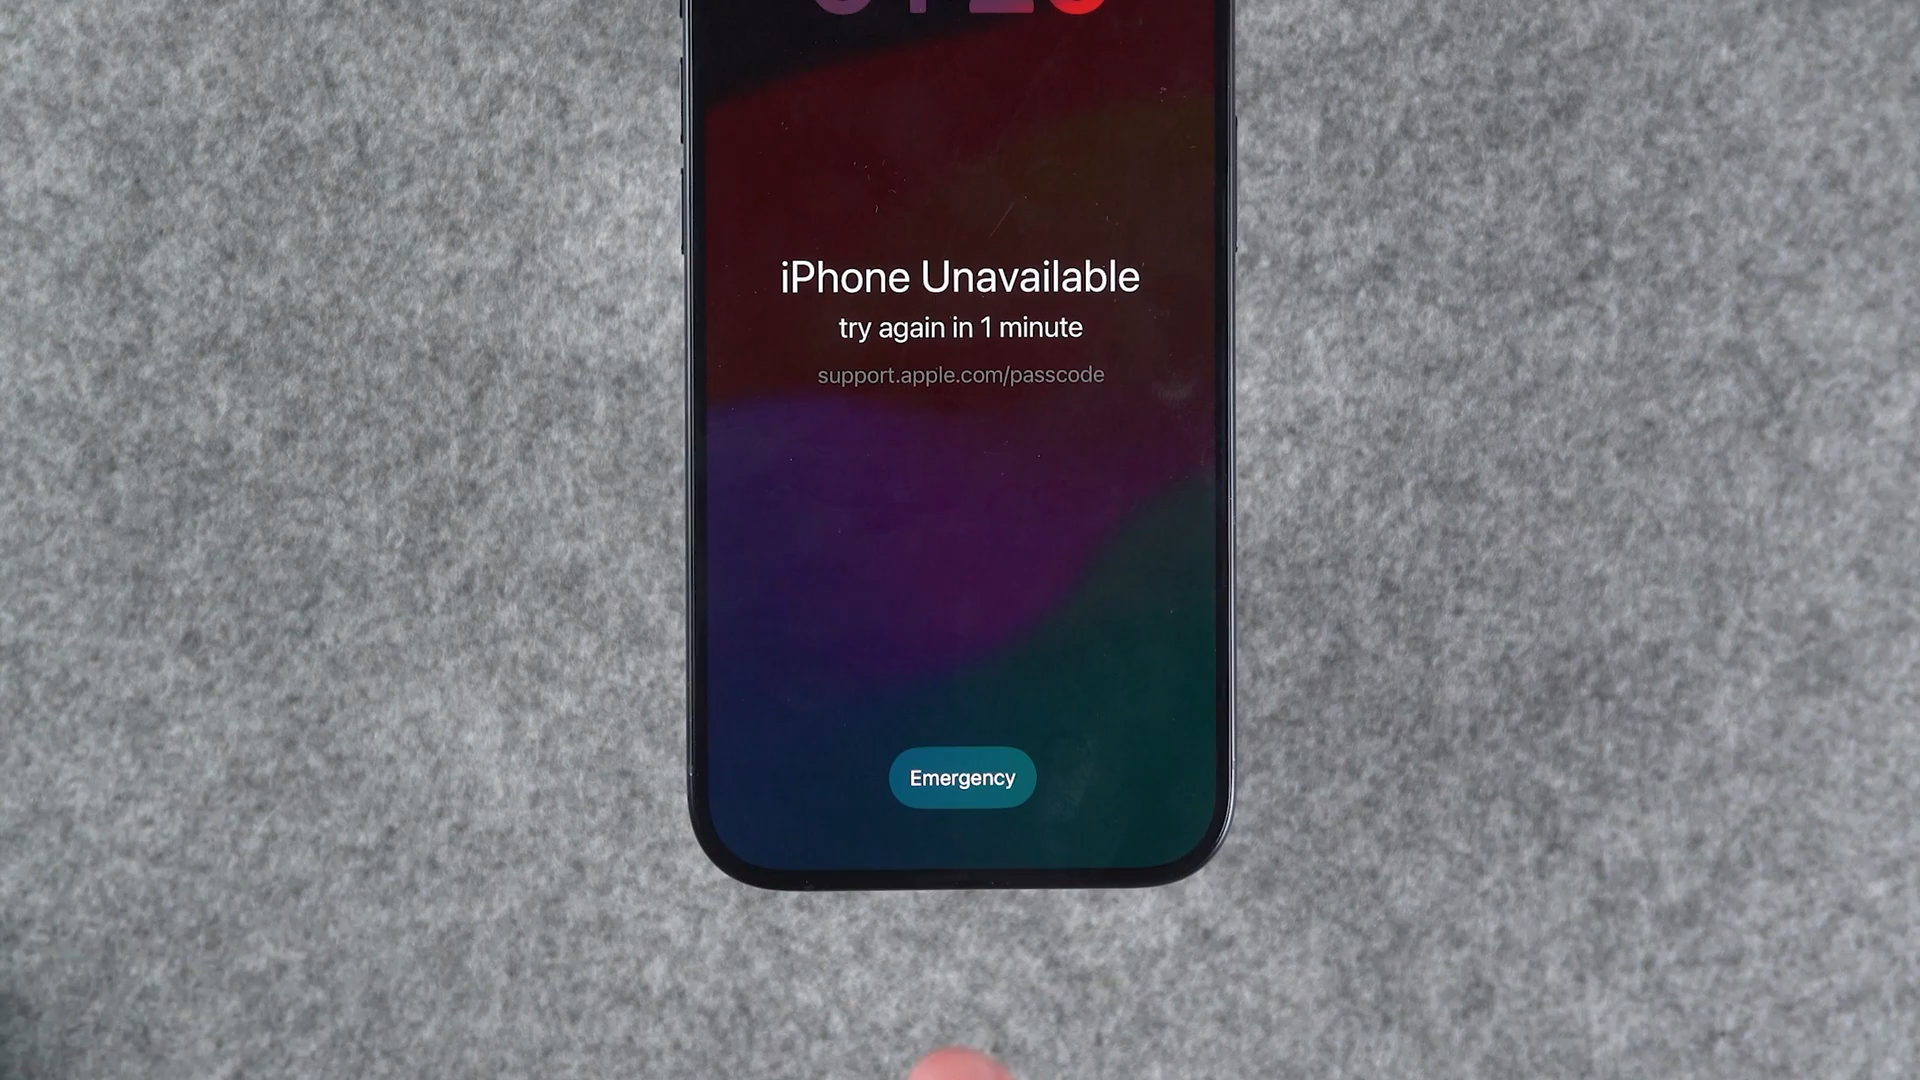 iPhone Unavailable
try again in 1 minute
support.apple.com/passcode
Emergency